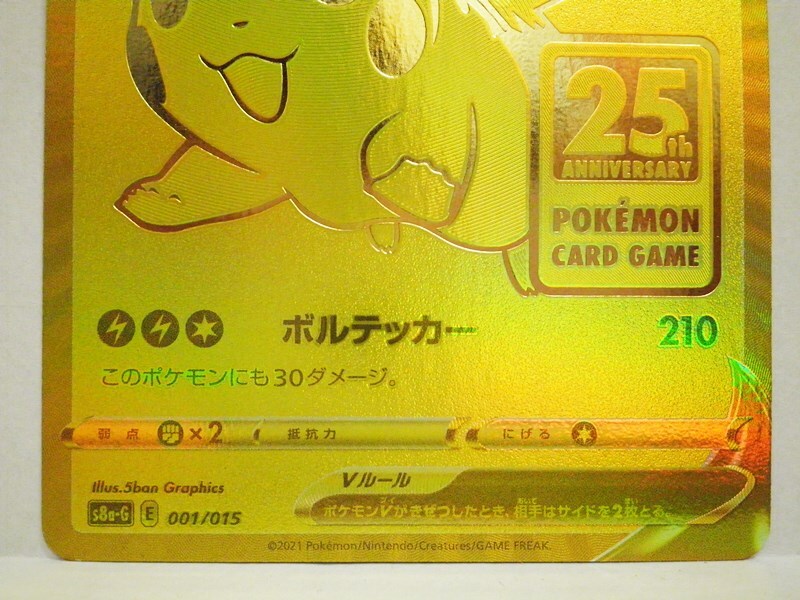 25th
ANNIVERSARY
POKÉMON
CARD GAME
ボルテッカー 210
このポケモンにも30ダメージ。
弱点 ×2 抵抗力 にげる
Illus.5ban Graphics
Vルール
ポケモンVがきぜつしたとき、相手はサイドを2枚とる。
s8a-G E 001/015
©2021 Pokémon/Nintendo/Creatures/GAME FREAK.